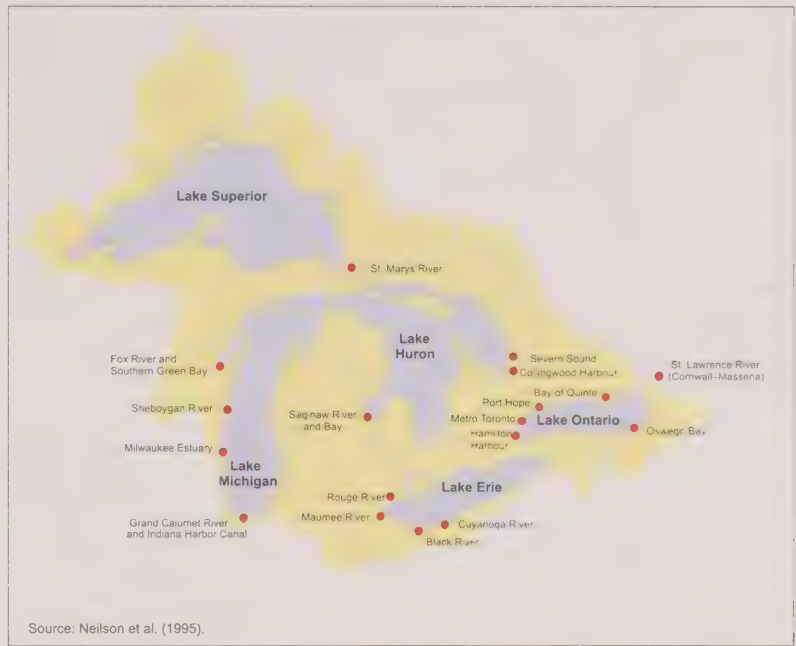 Lake Superior
St. Marys River
Lake
Huron
Fox River and
Southern Green Bay
Severn Sound
Collingwood Harbour
St. Lawrence River
(Cornwall–Massena)
Bay of Quinte
Port Hope
Sheboygan River
Saginaw River
and Bay
Metro Toronto
Lake Ontario
Oswego Bay
Hamilton
Harbour
Milwaukee Estuary
Lake
Michigan
Lake Erie
Rouge River
Maumee River
Cuyahoga River
Black River
Grand Calumet River
and Indiana Harbor Canal
Source: Neilson et al. (1995).